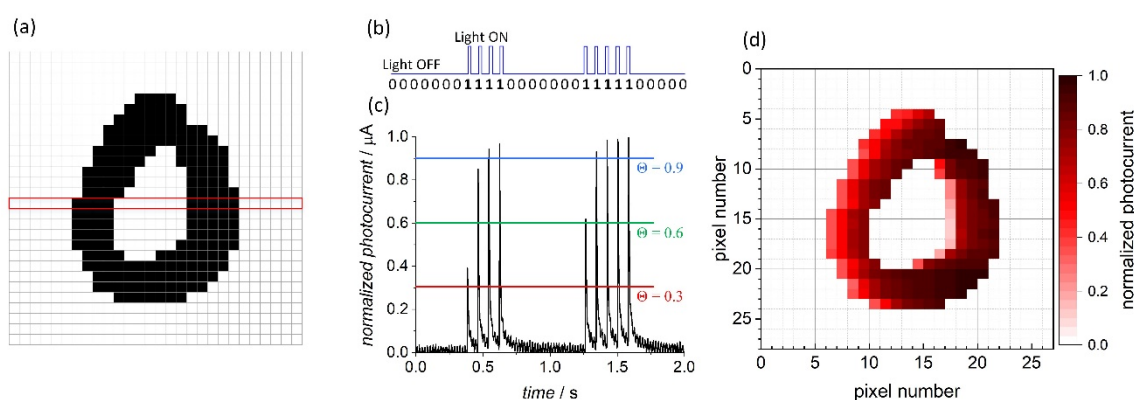 (a)
(b)
Light ON
Light OFF
0000000111100000001111100000
(c)
normalized photocurrent / µA
1.0
0.8
0.6
0.4
0.2
0.0
Θ = 0.9
Θ = 0.6
Θ = 0.3
0.0 0.5 1.0 1.5 2.0
time / s
(d)
pixel number
0
5
10
15
20
25
0 5 10 15 20 25
pixel number
1.0
0.8
0.6
0.4
0.2
0.0
normalized photocurrent